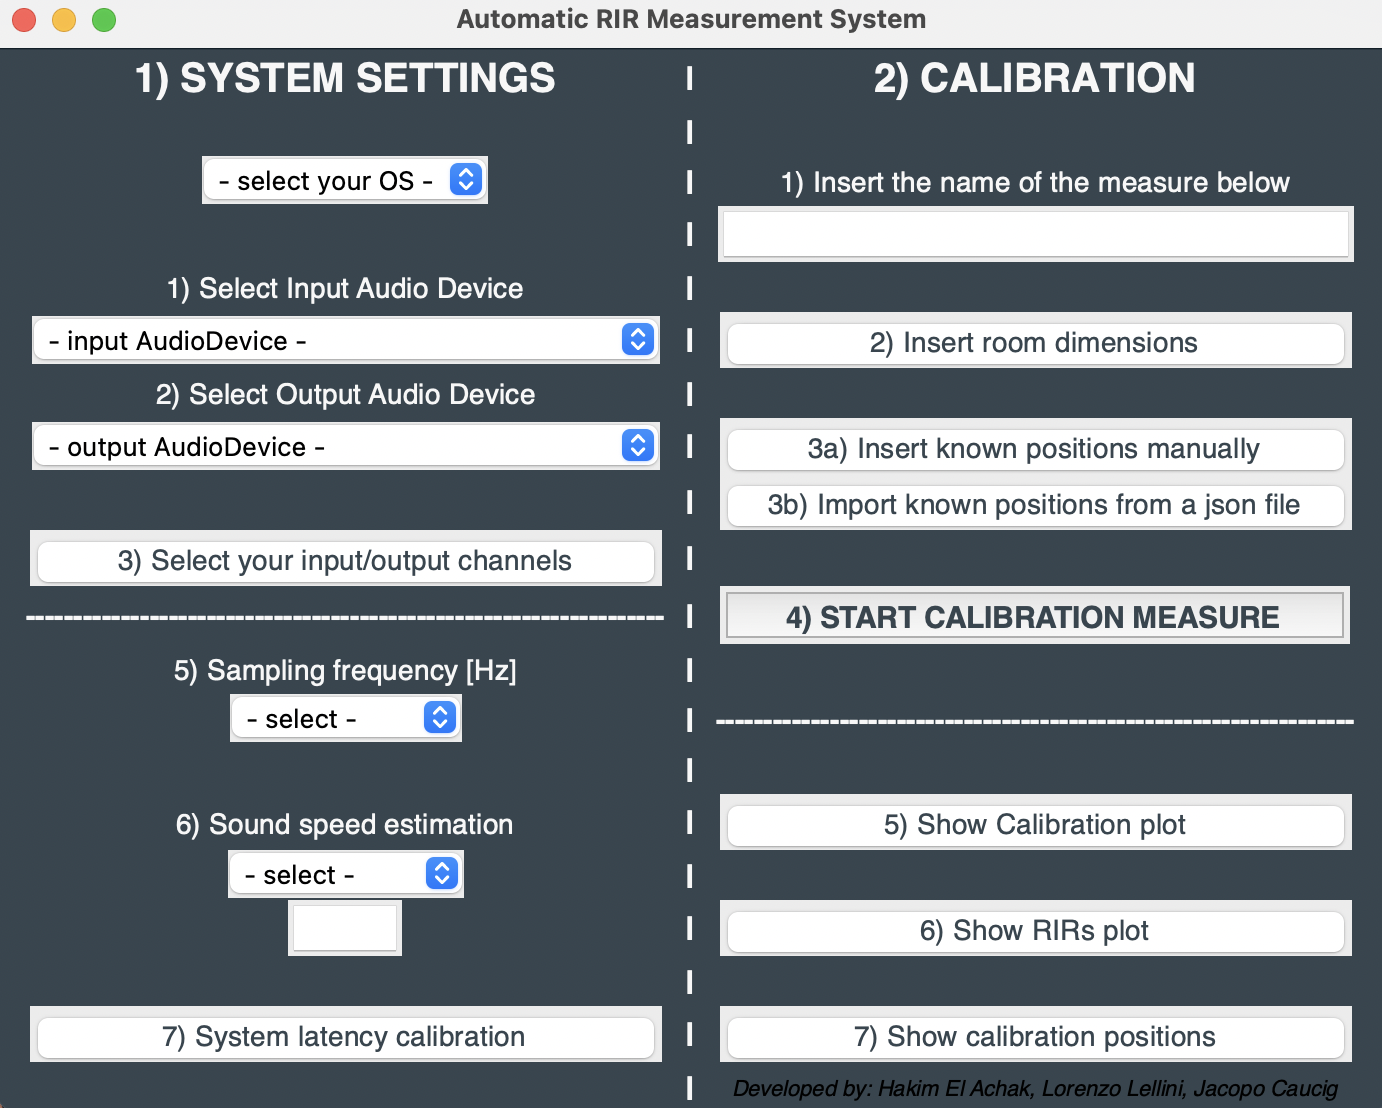 Automatic RIR Measurement System
1) SYSTEM SETTINGS
- select your OS -
1) Select Input Audio Device
- input AudioDevice -
2) Select Output Audio Device
- output AudioDevice -
3) Select your input/output channels
5) Sampling frequency [Hz]
- select -
6) Sound speed estimation
- select -
7) System latency calibration
2) CALIBRATION
1) Insert the name of the measure below
2) Insert room dimensions
3a) Insert known positions manually
3b) Import known positions from a json file
4) START CALIBRATION MEASURE
5) Show Calibration plot
6) Show RIRs plot
7) Show calibration positions
Developed by: Hakim El Achak, Lorenzo Lellini, Jacopo Caucig